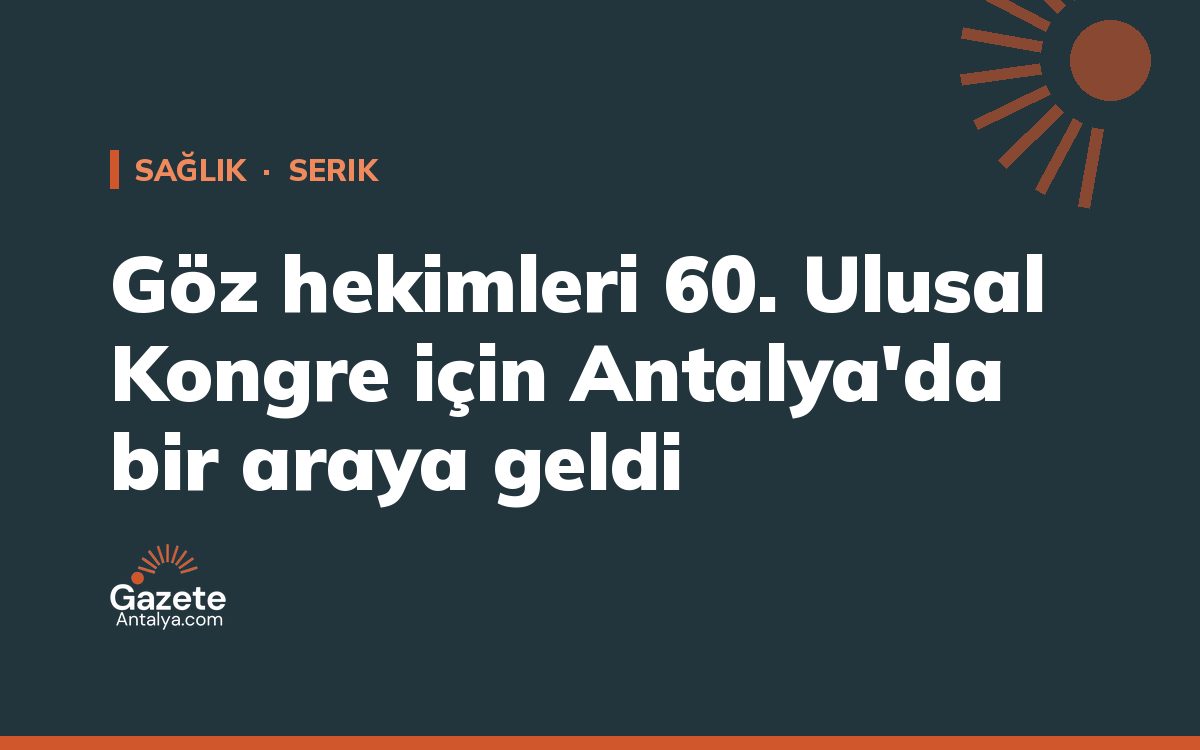 SAĞLIK · SERIK
Göz hekimleri 60. Ulusal
Kongre için Antalya'da
bir araya geldi
Gazete
Antalya.com